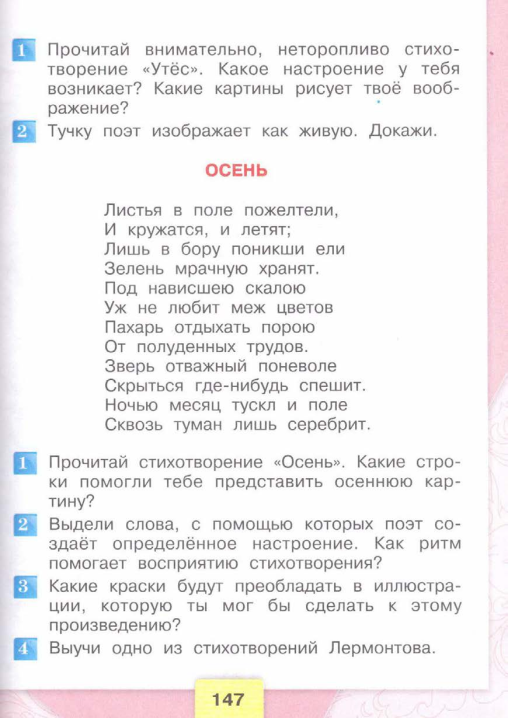 1 Прочитай внимательно, неторопливо стихо-
творение «Утёс». Какое настроение у тебя
возникает? Какие картины рисует твоё вооб-
ражение?
2 Тучку поэт изображает как живую. Докажи.
ОСЕНЬ
Листья в поле пожелтели,
И кружатся, и летят;
Лишь в бору поникши ели
Зелень мрачную хранят.
Под нависшею скалою
Уж не любит меж цветов
Пахарь отдыхать порою
От полуденных трудов.
Зверь отважный поневоле
Скрыться где-нибудь спешит.
Ночью месяц тускл и поле
Сквозь туман лишь серебрит.
1 Прочитай стихотворение «Осень». Какие стро-
ки помогли тебе представить осеннюю кар-
тину?
2 Выдели слова, с помощью которых поэт со-
здаёт определённое настроение. Как ритм
помогает восприятию стихотворения?
3 Какие краски будут преобладать в иллюстра-
ции, которую ты мог бы сделать к этому
произведению?
4 Выучи одно из стихотворений Лермонтова.
147